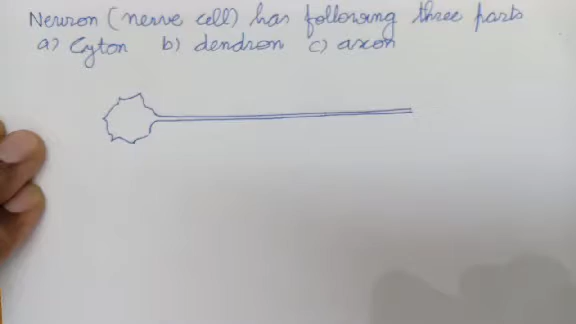 Neuron (nerve cell) has following three parts
a) Cyton b) dendron c) axon